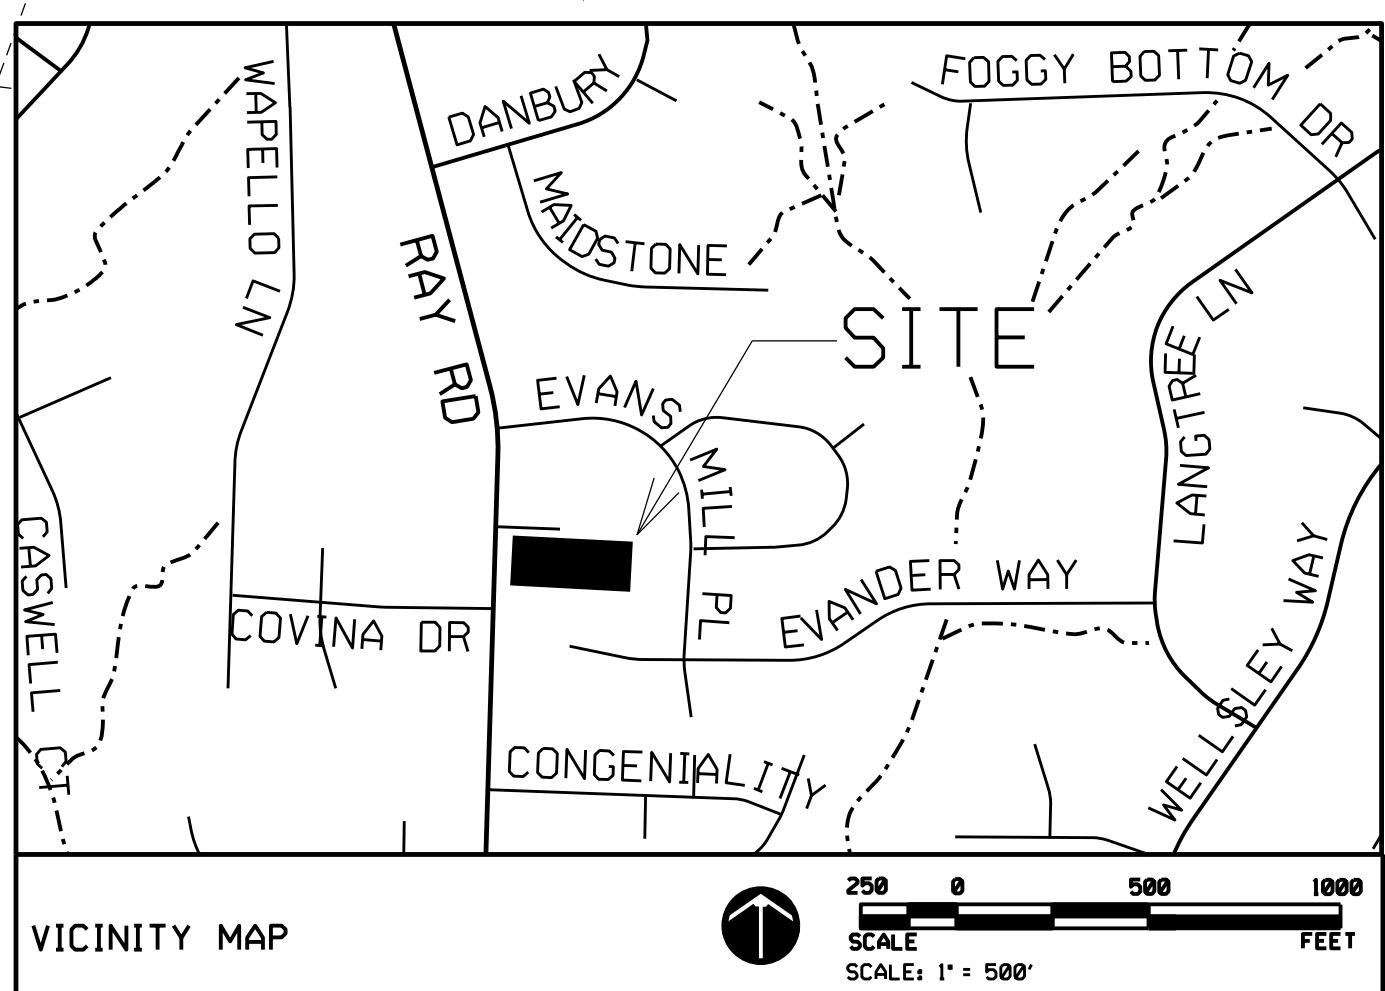 FOGGY BOTTOM DR
WAPELLO LN
DANBURY
MAIDSTONE
RAY RD
SITE
LANGTREE LN
EVANS MILL PL
CASWELL CT
COVINA DR
EVANDER WAY
WELLSLEY WAY
CONGENIALITY
VICINITY MAP
250 0 500 1000
SCALE FEET
SCALE: 1" = 500'